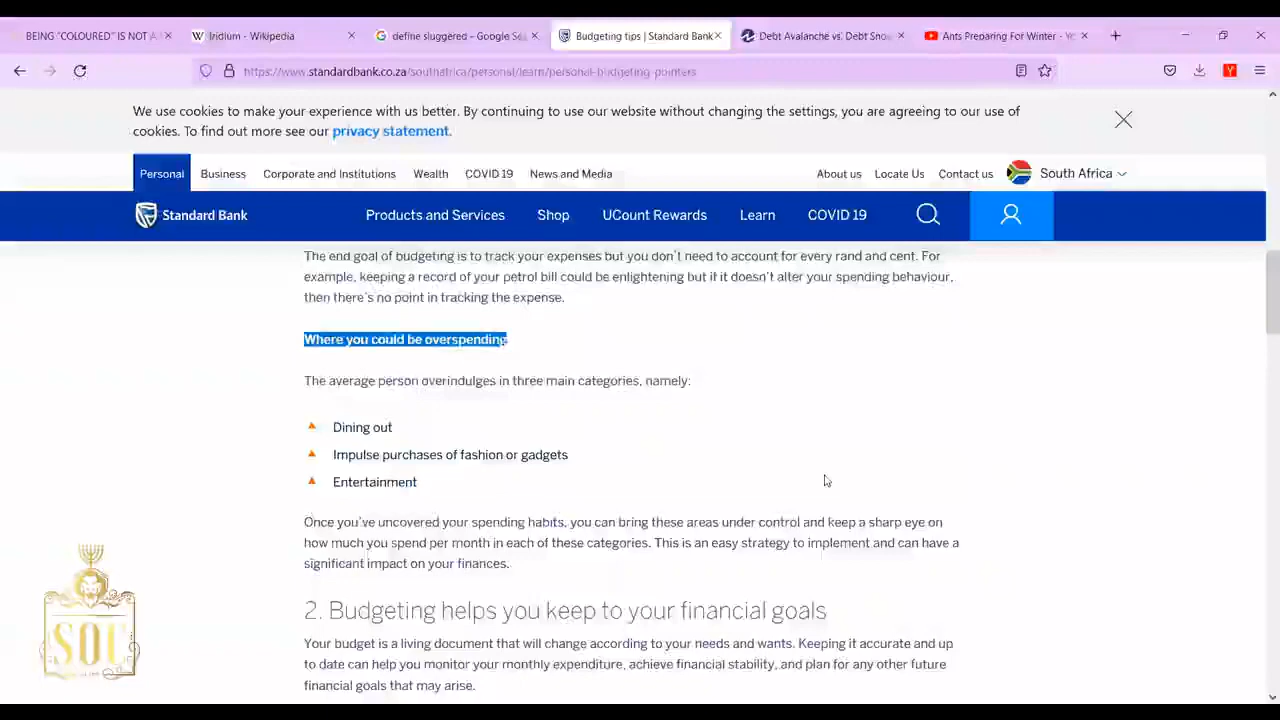 BEING "COLOURED" IS NOT A
Iridium - Wikipedia
define sluggered - Google Se
Budgeting tips | Standard Bank
Debt Avalanche vs. Debt Snow
Ants Preparing For Winter - Yo
https://www.standardbank.co.za/southafrica/personal/learn/personal-budgeting-pointers
We use cookies to make your experience with us better. By continuing to use our website without changing the settings, you are agreeing to our use of
cookies. To find out more see our privacy statement.
Personal Business Corporate and Institutions Wealth COVID 19 News and Media About us Locate Us Contact us South Africa
Standard Bank Products and Services Shop UCount Rewards Learn COVID 19
The end goal of budgeting is to track your expenses but you don't need to account for every rand and cent. For
example, keeping a record of your petrol bill could be enlightening but if it doesn't alter your spending behaviour,
then there's no point in tracking the expense.
Where you could be overspending
The average person overindulges in three main categories, namely:
Dining out
Impulse purchases of fashion or gadgets
Entertainment
Once you've uncovered your spending habits, you can bring these areas under control and keep a sharp eye on
how much you spend per month in each of these categories. This is an easy strategy to implement and can have a
significant impact on your finances.
2. Budgeting helps you keep to your financial goals
Your budget is a living document that will change according to your needs and wants. Keeping it accurate and up
to date can help you monitor your monthly expenditure, achieve financial stability, and plan for any other future
financial goals that may arise.
SOC